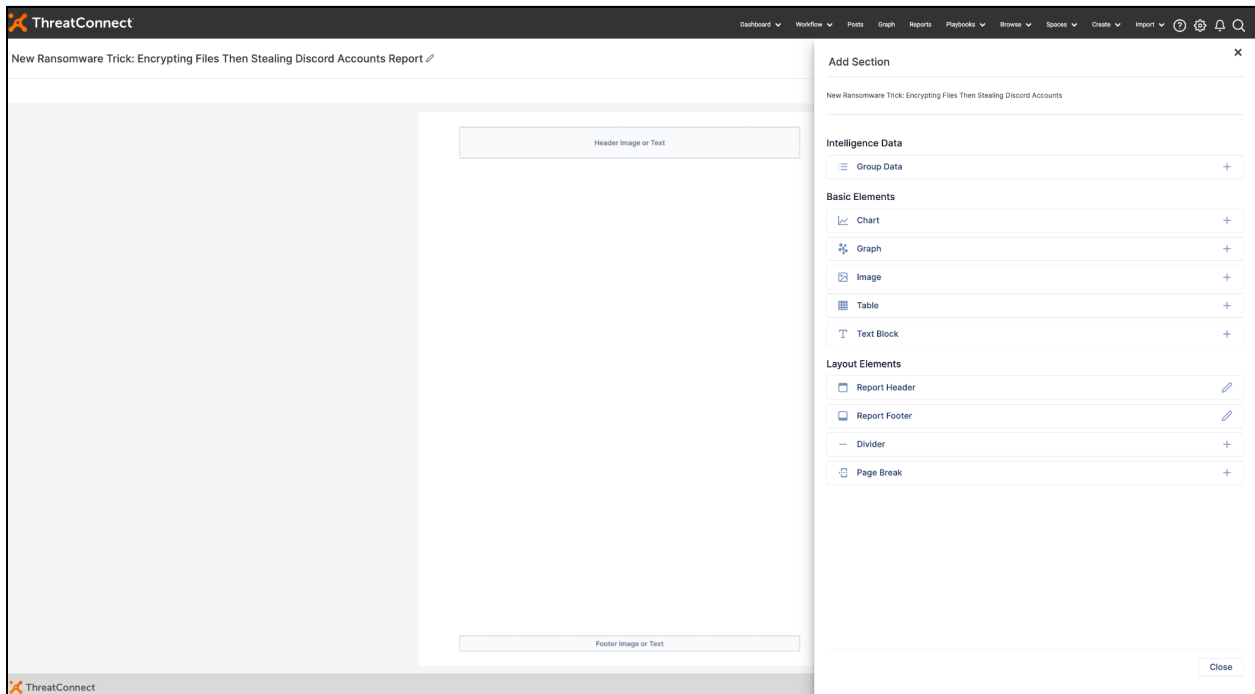 ThreatConnect
Dashboard Workflow Posts Graph Reports Playbooks Browse Spaces Create Import
New Ransomware Trick: Encrypting Files Then Stealing Discord Accounts Report
Header Image or Text
Footer Image or Text
Add Section
New Ransomware Trick: Encrypting Files Then Stealing Discord Accounts
Intelligence Data
Group Data
Basic Elements
Chart
Graph
Image
Table
Text Block
Layout Elements
Report Header
Report Footer
Divider
Page Break
Close
ThreatConnect